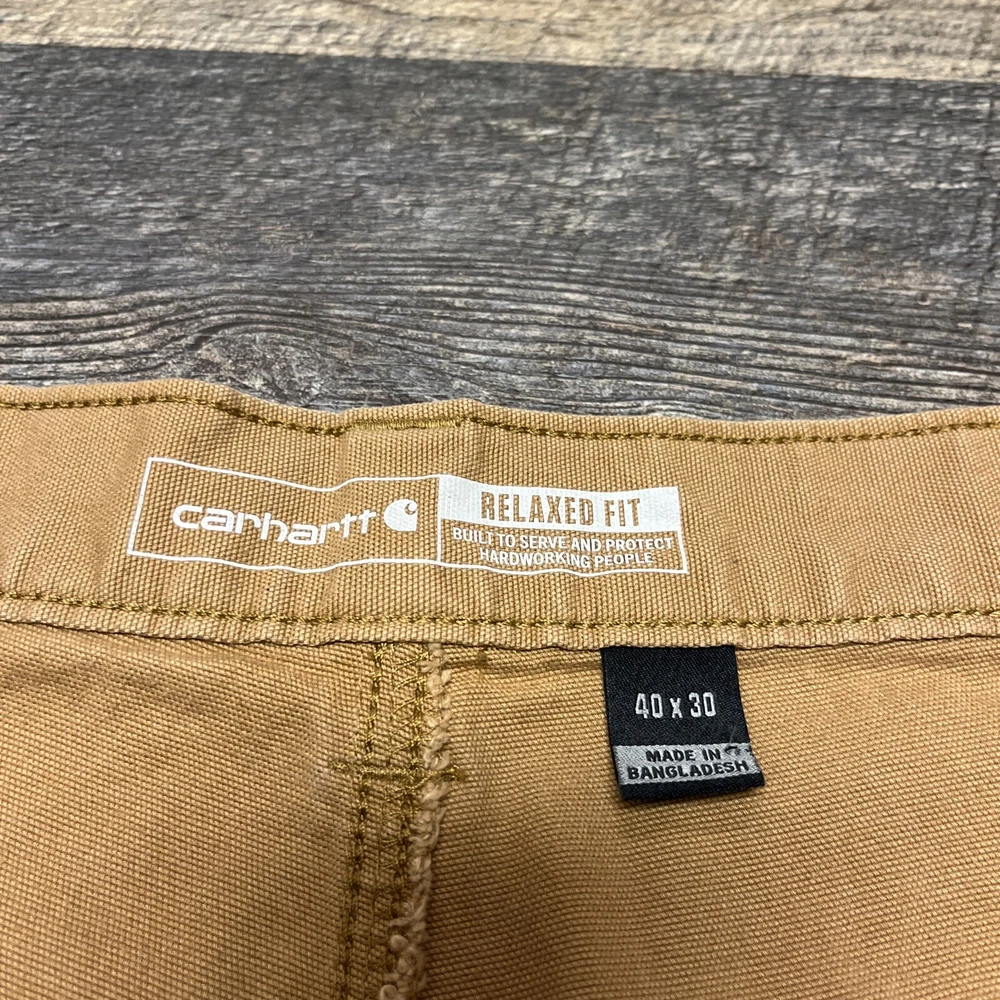 carhartt
RELAXED FIT
BUILT TO SERVE AND PROTECT
HARDWORKING PEOPLE
40 x 30
MADE IN
BANGLADESH